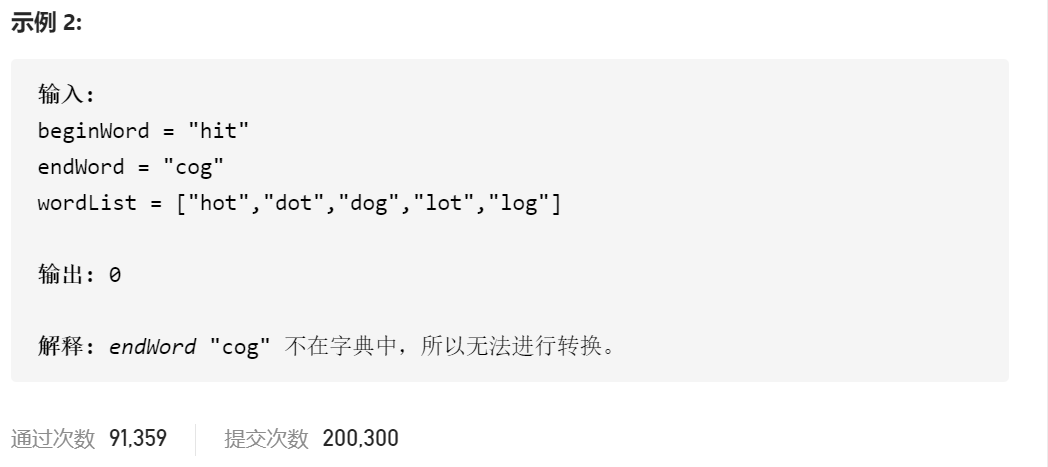 示例 2:
输入:
beginWord = "hit"
endWord = "cog"
wordList = ["hot","dot","dog","lot","log"]
输出: 0
解释: endWord "cog" 不在字典中，所以无法进行转换。
通过次数 91,359 提交次数 200,300